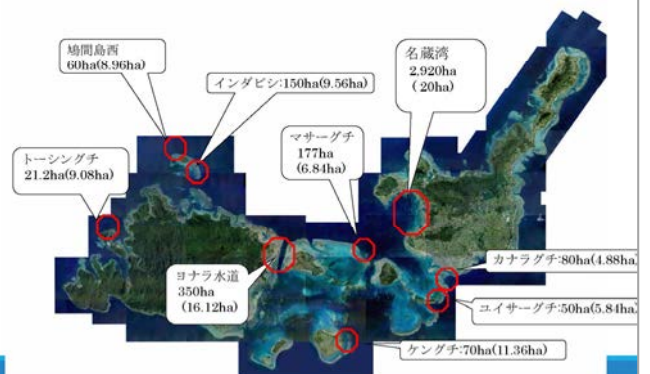 鳩間島西
60ha(8.96ha)
インダビシ:150ha(9.56ha)
名蔵湾
2,920ha
(20ha)
マサーグチ
177ha
(6.84ha)
トーシングチ
21.2ha(9.08ha)
カナラグチ:80ha(4.88ha)
ヨナラ水道
350ha
(16.12ha)
ユイサーグチ:50ha(5.84ha)
ケングチ:70ha(11.36ha)